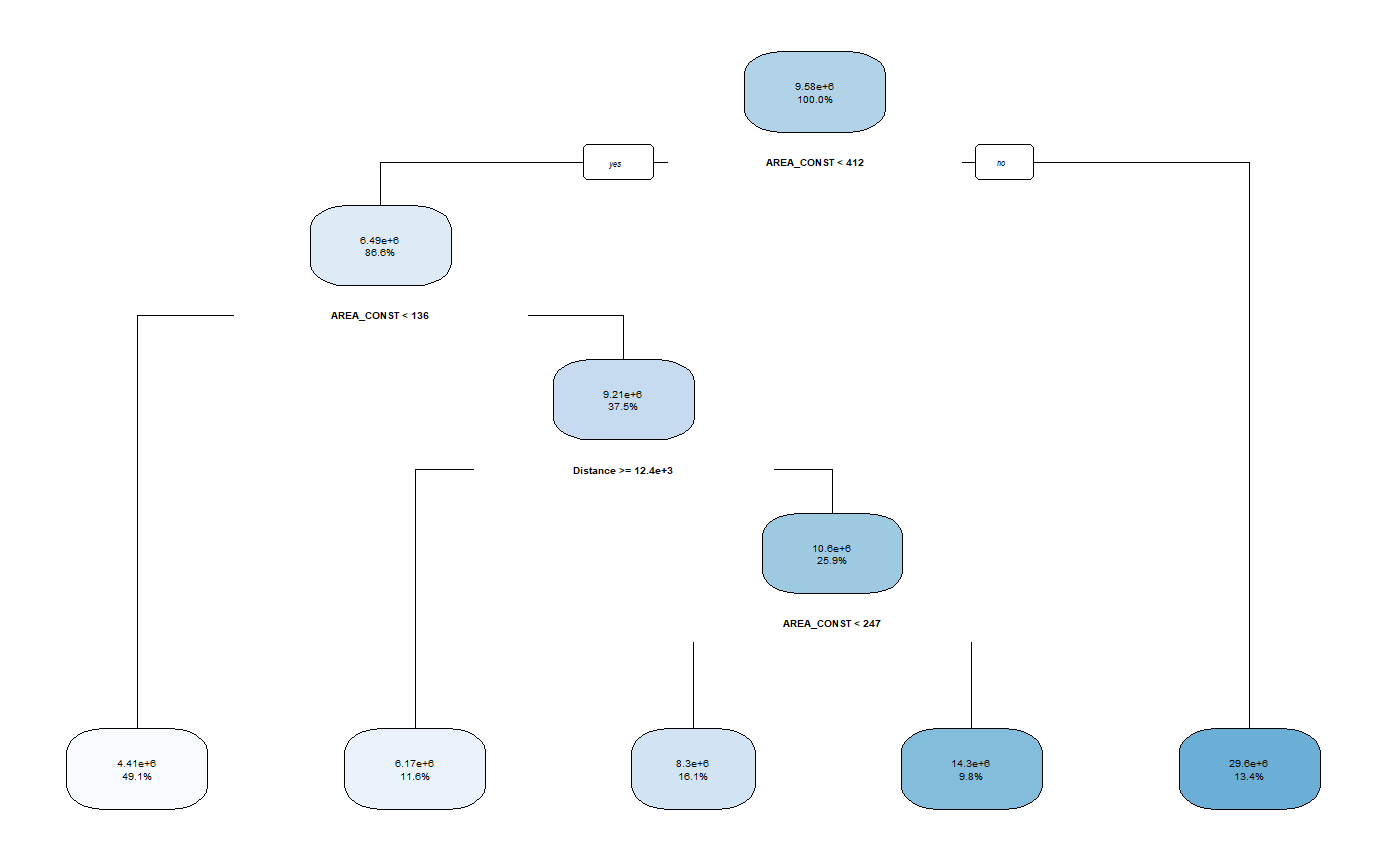 9.58e+6
100.0%
yes
AREA_CONST < 412
no
6.49e+6
86.6%
AREA_CONST < 136
9.21e+6
37.5%
Distance >= 12.4e+3
10.6e+6
25.9%
AREA_CONST < 247
4.41e+6
49.1%
6.17e+6
11.6%
8.3e+6
16.1%
14.3e+6
9.8%
29.6e+6
13.4%